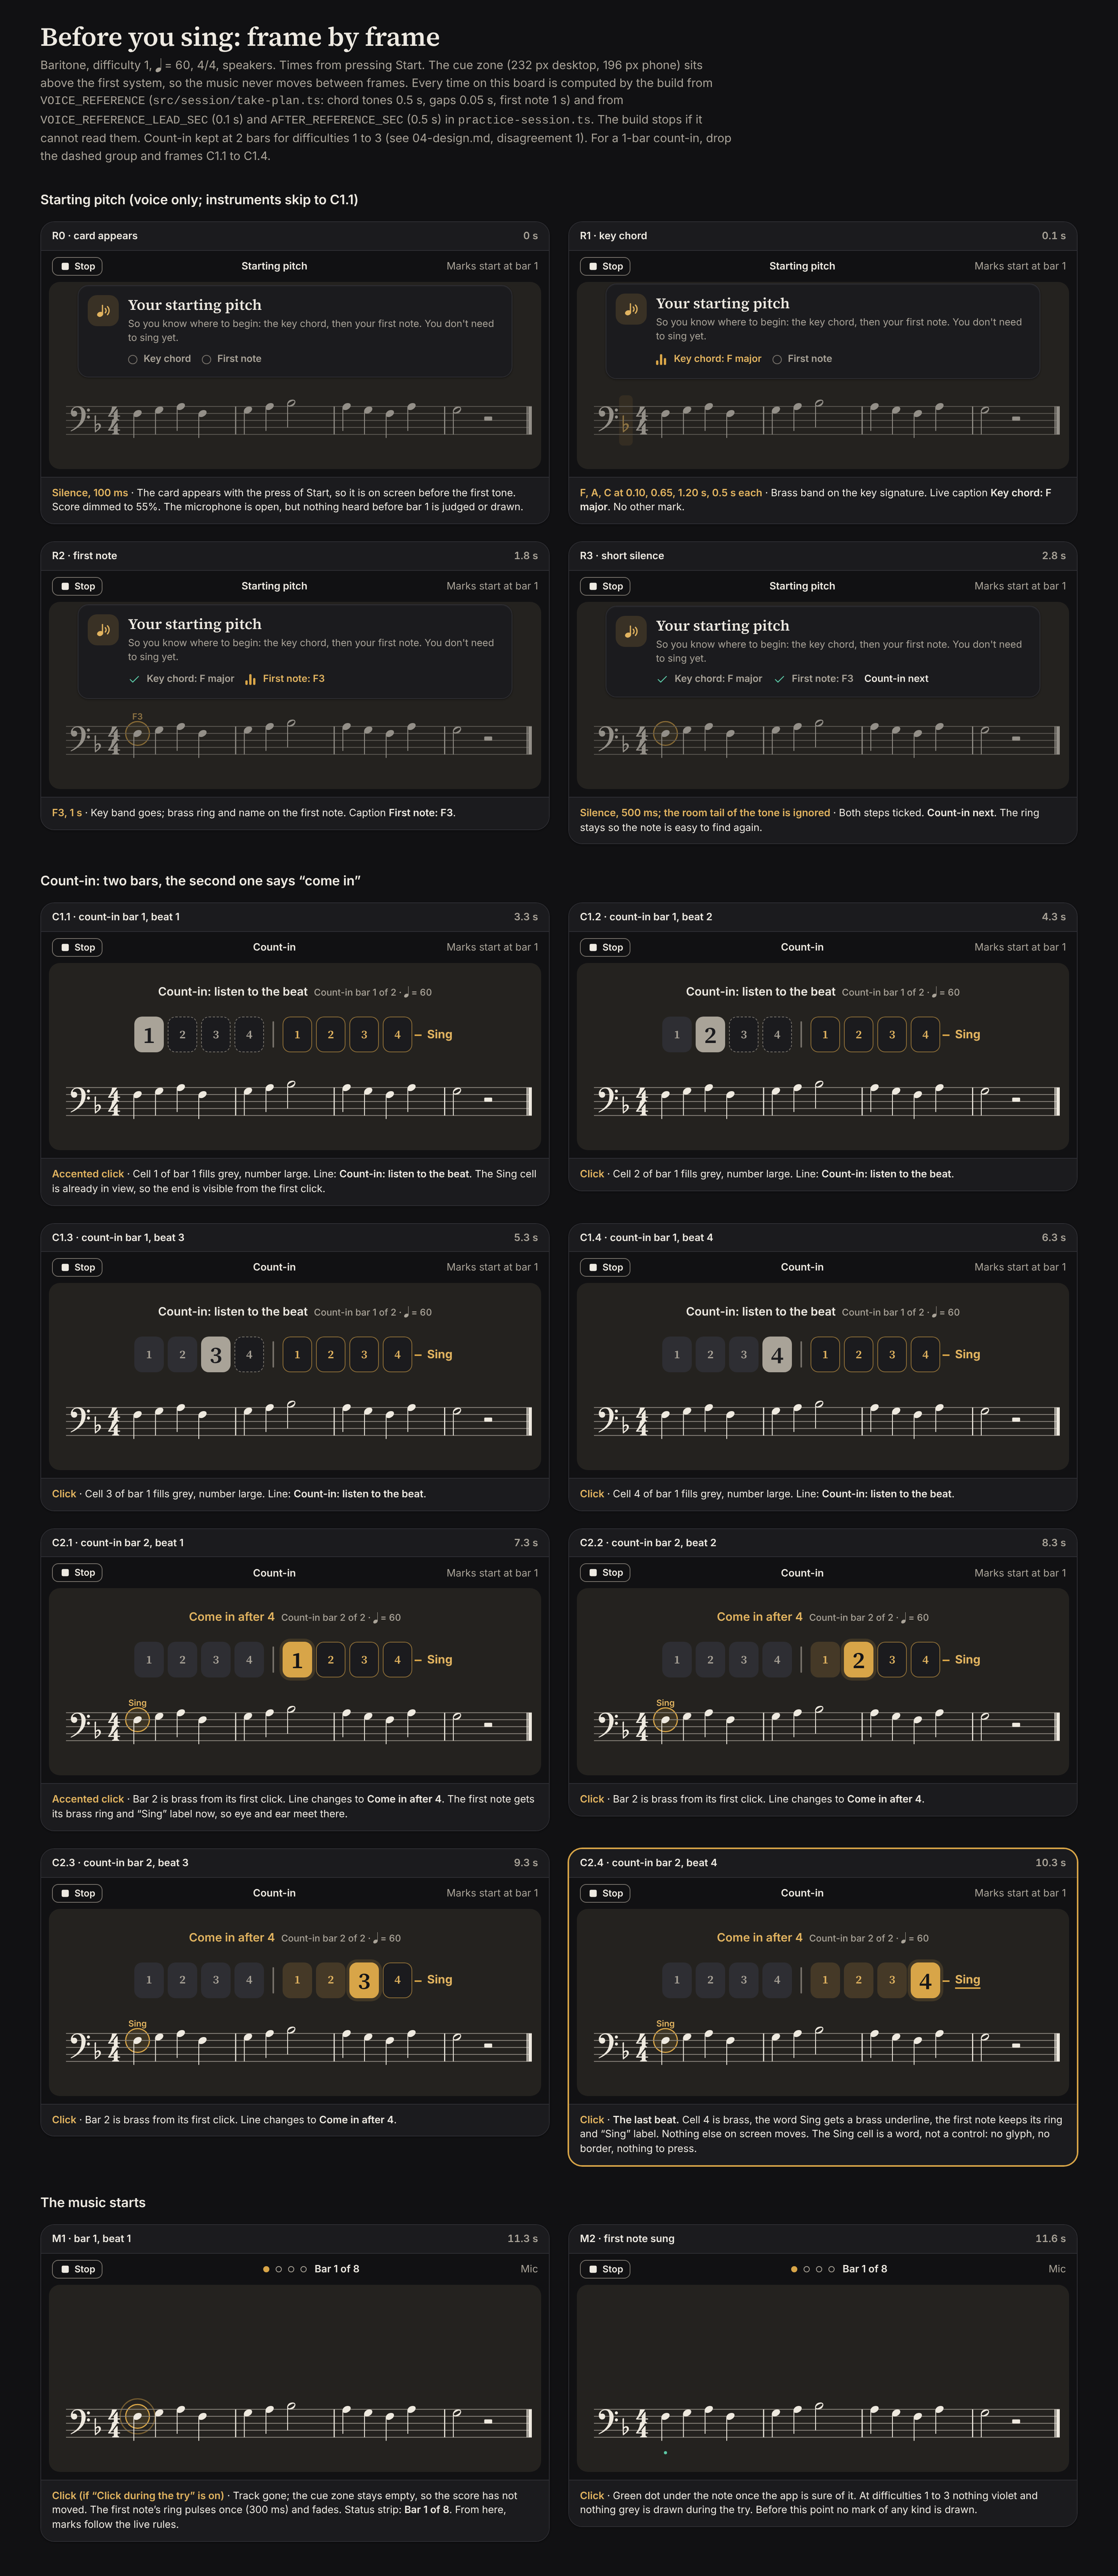 Before you sing: frame by frame
Baritone, difficulty 1, ♩ = 60, 4/4, speakers. Times from pressing Start. The cue zone (232 px desktop, 196 px phone) sits
above the first system, so the music never moves between frames. Every time on this board is computed by the build from
VOICE_REFERENCE (src/session/take-plan.ts: chord tones 0.5 s, gaps 0.05 s, first note 1 s) and from
VOICE_REFERENCE_LEAD_SEC (0.1 s) and AFTER_REFERENCE_SEC (0.5 s) in practice-session.ts. The build stops if it
cannot read them. Count-in kept at 2 bars for difficulties 1 to 3 (see 04-design.md, disagreement 1). For a 1-bar count-in, drop
the dashed group and frames C1.1 to C1.4.
Starting pitch (voice only; instruments skip to C1.1)
R0 · card appears 0 s
Stop Starting pitch Marks start at bar 1
Your starting pitch
So you know where to begin: the key chord, then your first note. You don't need
to sing yet.
Key chord First note
Silence, 100 ms · The card appears with the press of Start, so it is on screen before the first tone.
Score dimmed to 55%. The microphone is open, but nothing heard before bar 1 is judged or drawn.
R1 · key chord 0.1 s
Stop Starting pitch Marks start at bar 1
Your starting pitch
So you know where to begin: the key chord, then your first note. You don't need
to sing yet.
Key chord: F major First note
F, A, C at 0.10, 0.65, 1.20 s, 0.5 s each · Brass band on the key signature. Live caption Key chord: F
major. No other mark.
R2 · first note 1.8 s
Stop Starting pitch Marks start at bar 1
Your starting pitch
So you know where to begin: the key chord, then your first note. You don't need
to sing yet.
Key chord: F major First note: F3
F3
F3, 1 s · Key band goes; brass ring and name on the first note. Caption First note: F3.
R3 · short silence 2.8 s
Stop Starting pitch Marks start at bar 1
Your starting pitch
So you know where to begin: the key chord, then your first note. You don't need
to sing yet.
Key chord: F major First note: F3 Count-in next
Silence, 500 ms; the room tail of the tone is ignored · Both steps ticked. Count-in next. The ring
stays so the note is easy to find again.
Count-in: two bars, the second one says “come in”
C1.1 · count-in bar 1, beat 1 3.3 s
Stop Count-in Marks start at bar 1
Count-in: listen to the beat Count-in bar 1 of 2 · ♩ = 60
1 2 3 4 1 2 3 4 – Sing
Accented click · Cell 1 of bar 1 fills grey, number large. Line: Count-in: listen to the beat. The Sing cell
is already in view, so the end is visible from the first click.
C1.2 · count-in bar 1, beat 2 4.3 s
Stop Count-in Marks start at bar 1
Count-in: listen to the beat Count-in bar 1 of 2 · ♩ = 60
1 2 3 4 1 2 3 4 – Sing
Click · Cell 2 of bar 1 fills grey, number large. Line: Count-in: listen to the beat.
C1.3 · count-in bar 1, beat 3 5.3 s
Stop Count-in Marks start at bar 1
Count-in: listen to the beat Count-in bar 1 of 2 · ♩ = 60
1 2 3 4 1 2 3 4 – Sing
Click · Cell 3 of bar 1 fills grey, number large. Line: Count-in: listen to the beat.
C1.4 · count-in bar 1, beat 4 6.3 s
Stop Count-in Marks start at bar 1
Count-in: listen to the beat Count-in bar 1 of 2 · ♩ = 60
1 2 3 4 1 2 3 4 – Sing
Click · Cell 4 of bar 1 fills grey, number large. Line: Count-in: listen to the beat.
C2.1 · count-in bar 2, beat 1 7.3 s
Stop Count-in Marks start at bar 1
Come in after 4 Count-in bar 2 of 2 · ♩ = 60
1 2 3 4 1 2 3 4 – Sing
Sing
Accented click · Bar 2 is brass from its first click. Line changes to Come in after 4. The first note gets
its brass ring and “Sing” label now, so eye and ear meet there.
C2.2 · count-in bar 2, beat 2 8.3 s
Stop Count-in Marks start at bar 1
Come in after 4 Count-in bar 2 of 2 · ♩ = 60
1 2 3 4 1 2 3 4 – Sing
Sing
Click · Bar 2 is brass from its first click. Line changes to Come in after 4.
C2.3 · count-in bar 2, beat 3 9.3 s
Stop Count-in Marks start at bar 1
Come in after 4 Count-in bar 2 of 2 · ♩ = 60
1 2 3 4 1 2 3 4 – Sing
Sing
Click · Bar 2 is brass from its first click. Line changes to Come in after 4.
C2.4 · count-in bar 2, beat 4 10.3 s
Stop Count-in Marks start at bar 1
Come in after 4 Count-in bar 2 of 2 · ♩ = 60
1 2 3 4 1 2 3 4 – Sing
Sing
Click · The last beat. Cell 4 is brass, the word Sing gets a brass underline, the first note keeps its ring
and “Sing” label. Nothing else on screen moves. The Sing cell is a word, not a control: no glyph, no
border, nothing to press.
The music starts
M1 · bar 1, beat 1 11.3 s
Stop Bar 1 of 8 Mic
Click (if “Click during the try” is on) · Track gone; the cue zone stays empty, so the score has not
moved. The first note’s ring pulses once (300 ms) and fades. Status strip: Bar 1 of 8. From here,
marks follow the live rules.
M2 · first note sung 11.6 s
Stop Bar 1 of 8 Mic
Click · Green dot under the note once the app is sure of it. At difficulties 1 to 3 nothing violet and
nothing grey is drawn during the try. Before this point no mark of any kind is drawn.